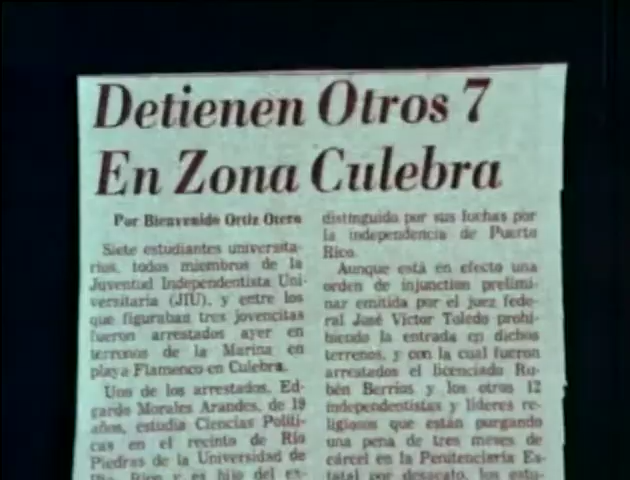 Detienen Otros 7
En Zona Culebra
Por Bienvenido Ortiz Otero
Siete estudiantes universita-
rios, todos miembros de la
Juventud Independentista Uni-
versitaria (JIU), y entre los
que figuraban tres jovencitas
fueron arrestados ayer en
terrenos de la Marina en
playa Flamenco en Culebra.
Uno de los arrestados, Ed-
gardo Morales Arandes, de 19
años, estudia Ciencias Políti-
cas en el recinto de Río
Piedras de la Universidad de
Rico y es hijo del ex-
distinguido por sus luchas por
la independencia de Puerto
Rico.
Aunque está en efecto una
orden de injunction prelimi-
nar emitida por el juez fede-
ral José Víctor Toledo prohi-
biendo la entrada en dichos
terrenos, y con la cual fueron
arrestados el licenciado Ru-
bén Berríos y los otros 12
independentistas y líderes re-
ligiosos que están purgando
una pena de tres meses de
cárcel en la Penitenciaría Es-
tatal por desacato, los estu-